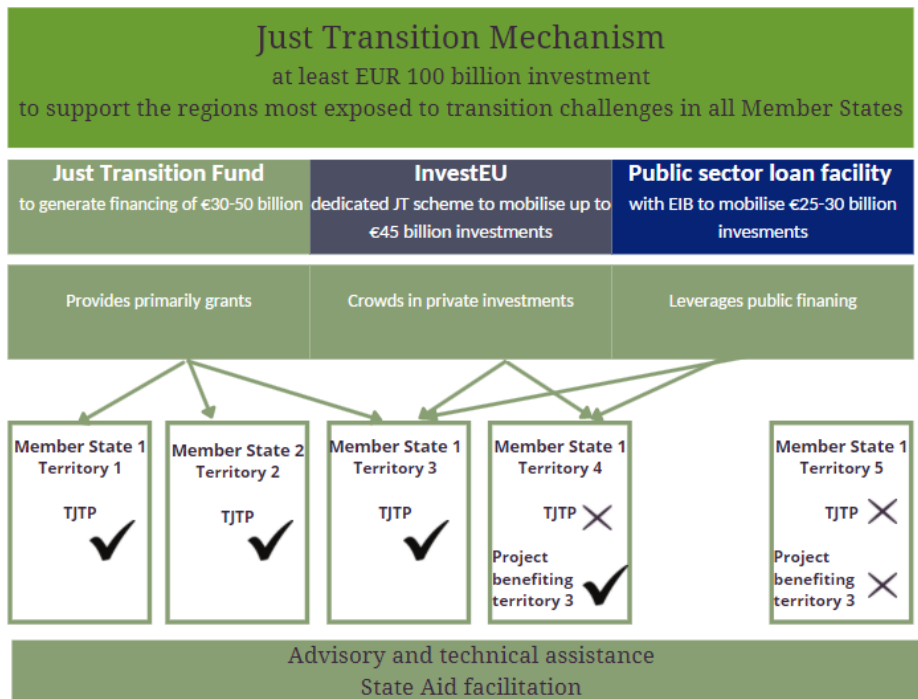 Just Transition Mechanism
at least EUR 100 billion investment
to support the regions most exposed to transition challenges in all Member States
Just Transition Fund
to generate financing of €30-50 billion
InvestEU
dedicated JT scheme to mobilise up to
€45 billion investments
Public sector loan facility
with EIB to mobilise €25-30 billion
invesments
Provides primarily grants
Crowds in private investments
Leverages public finaning
Member State 1
Territory 1
TJTP
Member State 2
Territory 2
TJTP
Member State 1
Territory 3
TJTP
Member State 1
Territory 4
TJTP
Project
benefiting
territory 3
Member State 1
Territory 5
TJTP
Project
benefiting
territory 3
Advisory and technical assistance
State Aid facilitation